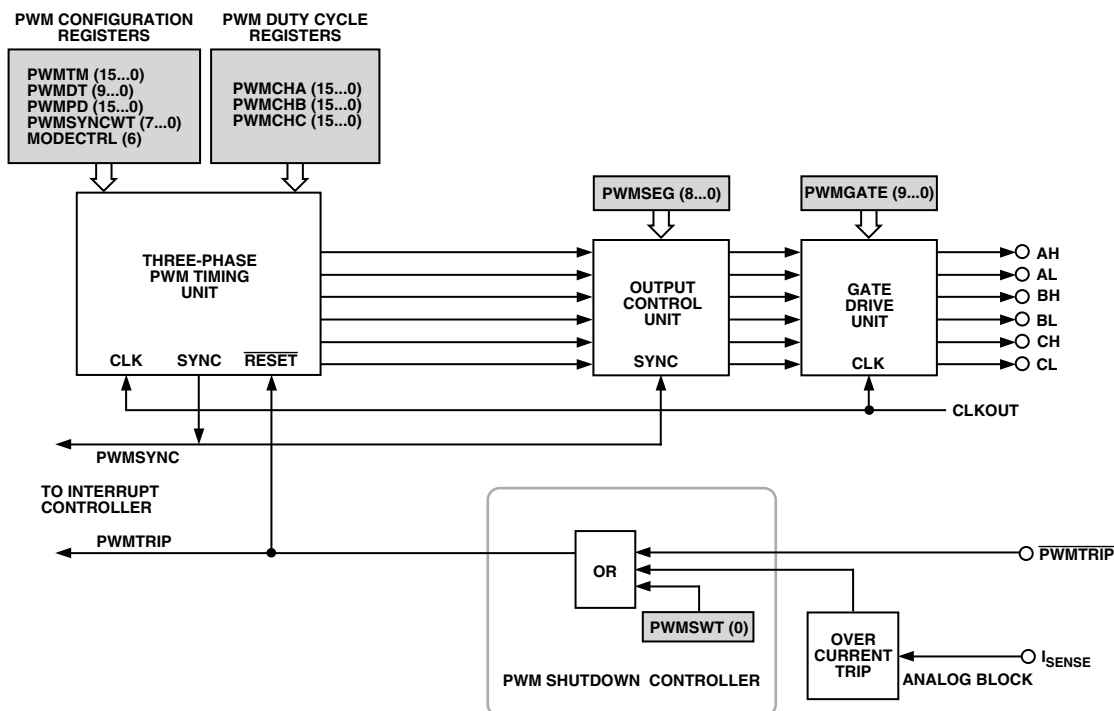 PWM CONFIGURATION
REGISTERS
PWM DUTY CYCLE
REGISTERS
PWMTM (15...0)
PWMDT (9...0)
PWMPD (15...0)
PWMSYNCWT (7...0)
MODECTRL (6)
PWMCHA (15...0)
PWMCHB (15...0)
PWMCHC (15...0)
PWMSEG (8...0)
PWMGATE (9...0)
THREE-PHASE
PWM TIMING
UNIT
CLK SYNC RESET
OUTPUT
CONTROL
UNIT
SYNC
GATE
DRIVE
UNIT
CLK
AH
AL
BH
BL
CH
CL
CLKOUT
PWMSYNC
TO INTERRUPT
CONTROLLER
PWMTRIP
OR
PWMTRIP
PWMSWT (0)
OVER
CURRENT
TRIP
ISENSE
ANALOG BLOCK
PWM SHUTDOWN CONTROLLER